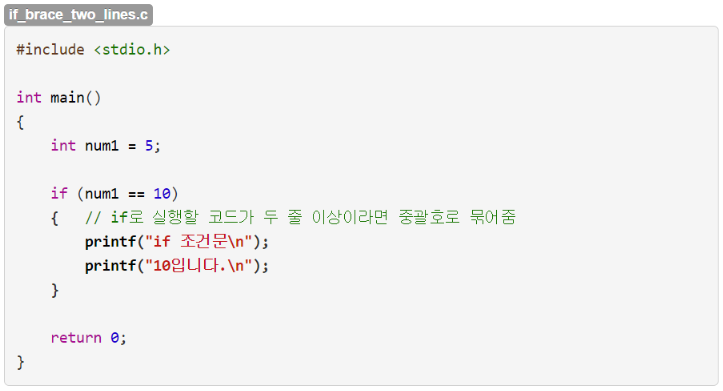 if_brace_two_lines.c
#include <stdio.h>
int main()
{
    int num1 = 5;
    if (num1 == 10)
    {   // if로 실행할 코드가 두 줄 이상이라면 중괄호로 묶어줌
        printf("if 조건문\n");
        printf("10입니다.\n");
    }
    return 0;
}